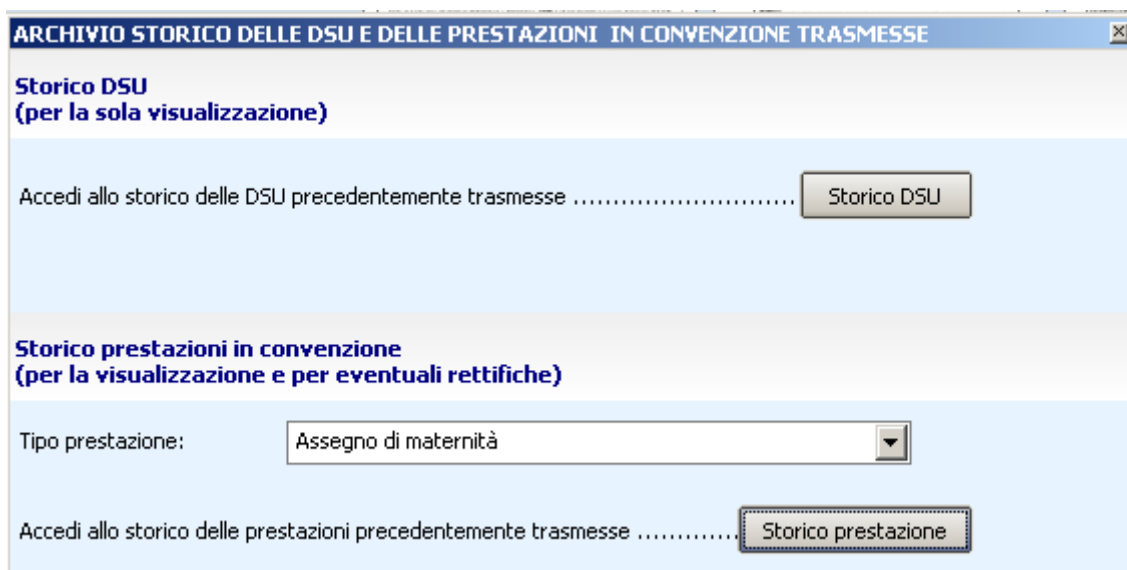 ARCHIVIO STORICO DELLE DSU E DELLE PRESTAZIONI IN CONVENZIONE TRASMESSE
Storico DSU
(per la sola visualizzazione)
Accedi allo storico delle DSU precedentemente trasmesse ............................ Storico DSU
Storico prestazioni in convenzione
(per la visualizzazione e per eventuali rettifiche)
Tipo prestazione: Assegno di maternità
Accedi allo storico delle prestazioni precedentemente trasmesse ............. Storico prestazione